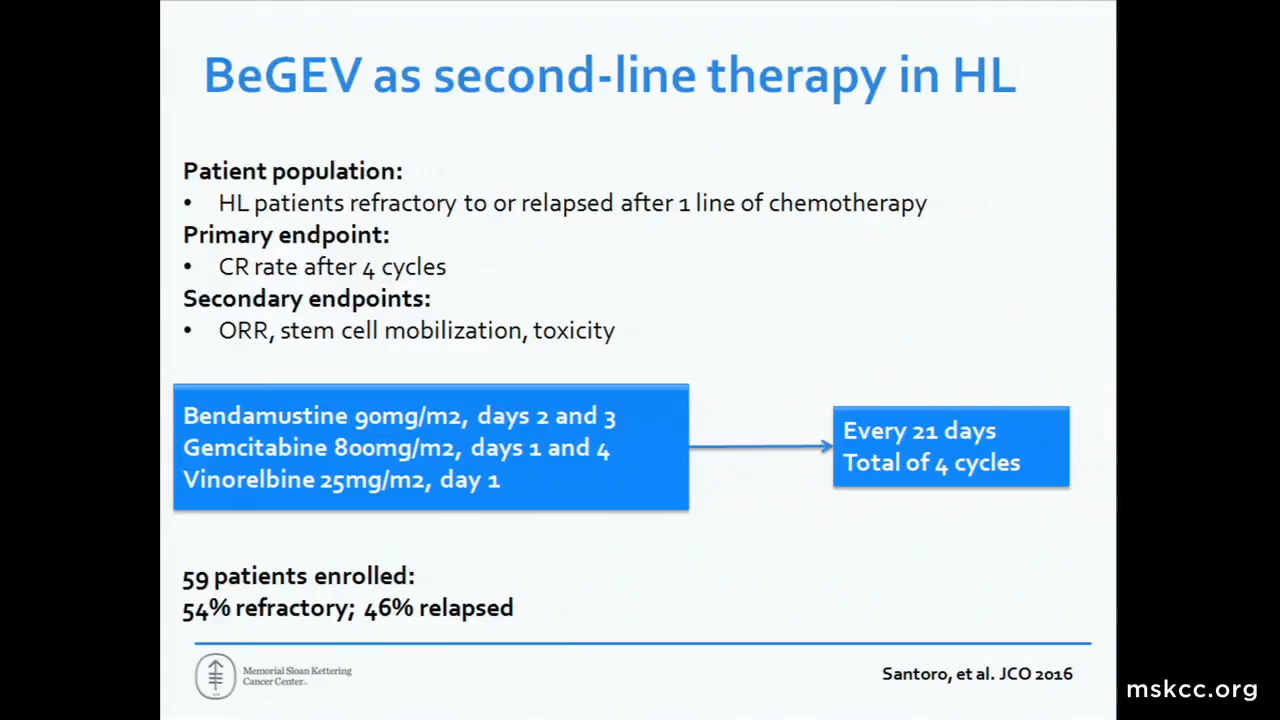 BeGEV as second-line therapy in HL
Patient population:
• HL patients refractory to or relapsed after 1 line of chemotherapy
Primary endpoint:
• CR rate after 4 cycles
Secondary endpoints:
• ORR, stem cell mobilization, toxicity
Bendamustine 90mg/m2, days 2 and 3
Gemcitabine 800mg/m2, days 1 and 4
Vinorelbine 25mg/m2, day 1
Every 21 days
Total of 4 cycles
59 patients enrolled:
54% refractory; 46% relapsed
Memorial Sloan Kettering
Cancer Center
Santoro, et al. JCO 2016
mskcc.org